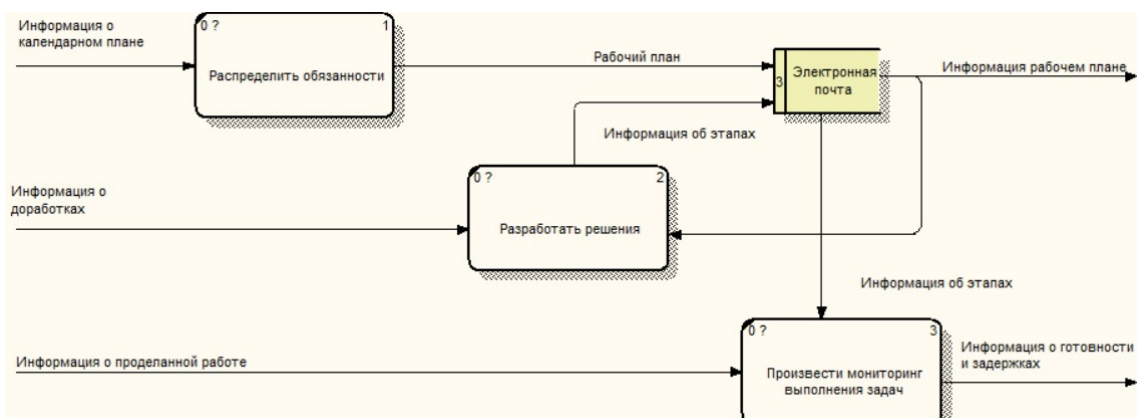 Информация о
календарном плане
0 ?
1
Распределить обязанности
Рабочий план
3
Электронная
почта
Информация рабочем плане
Информация об этапах
Информация о
доработках
0 ?
2
Разработать решения
Информация об этапах
Информация о проделанной работе
0 ?
3
Произвести мониторинг
выполнения задач
Информация о готовности
и задержках